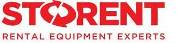 STORENT
RENTAL EQUIPMENT EXPERTS